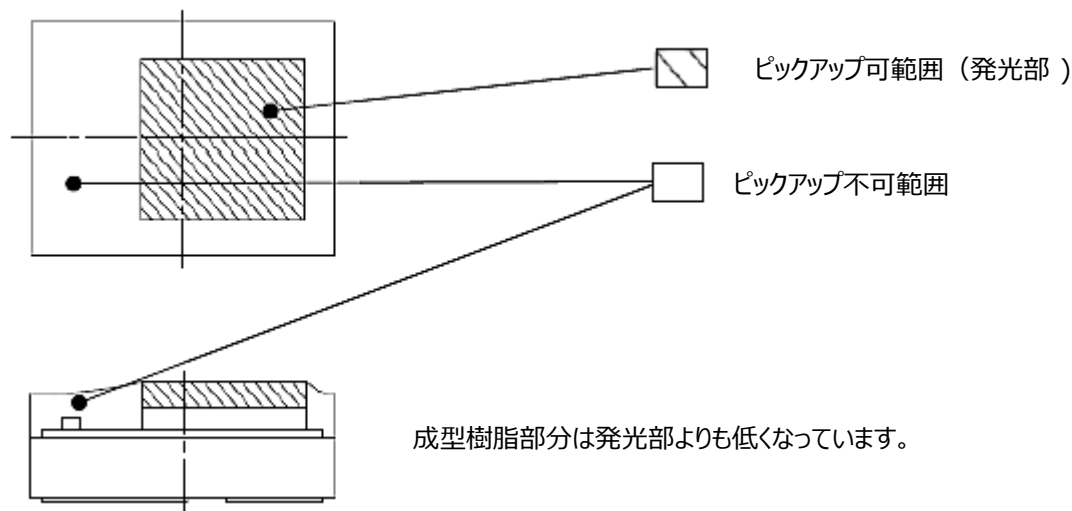 ピックアップ可範囲（発光部 )
ピックアップ不可範囲
成型樹脂部分は発光部よりも低くなっています。